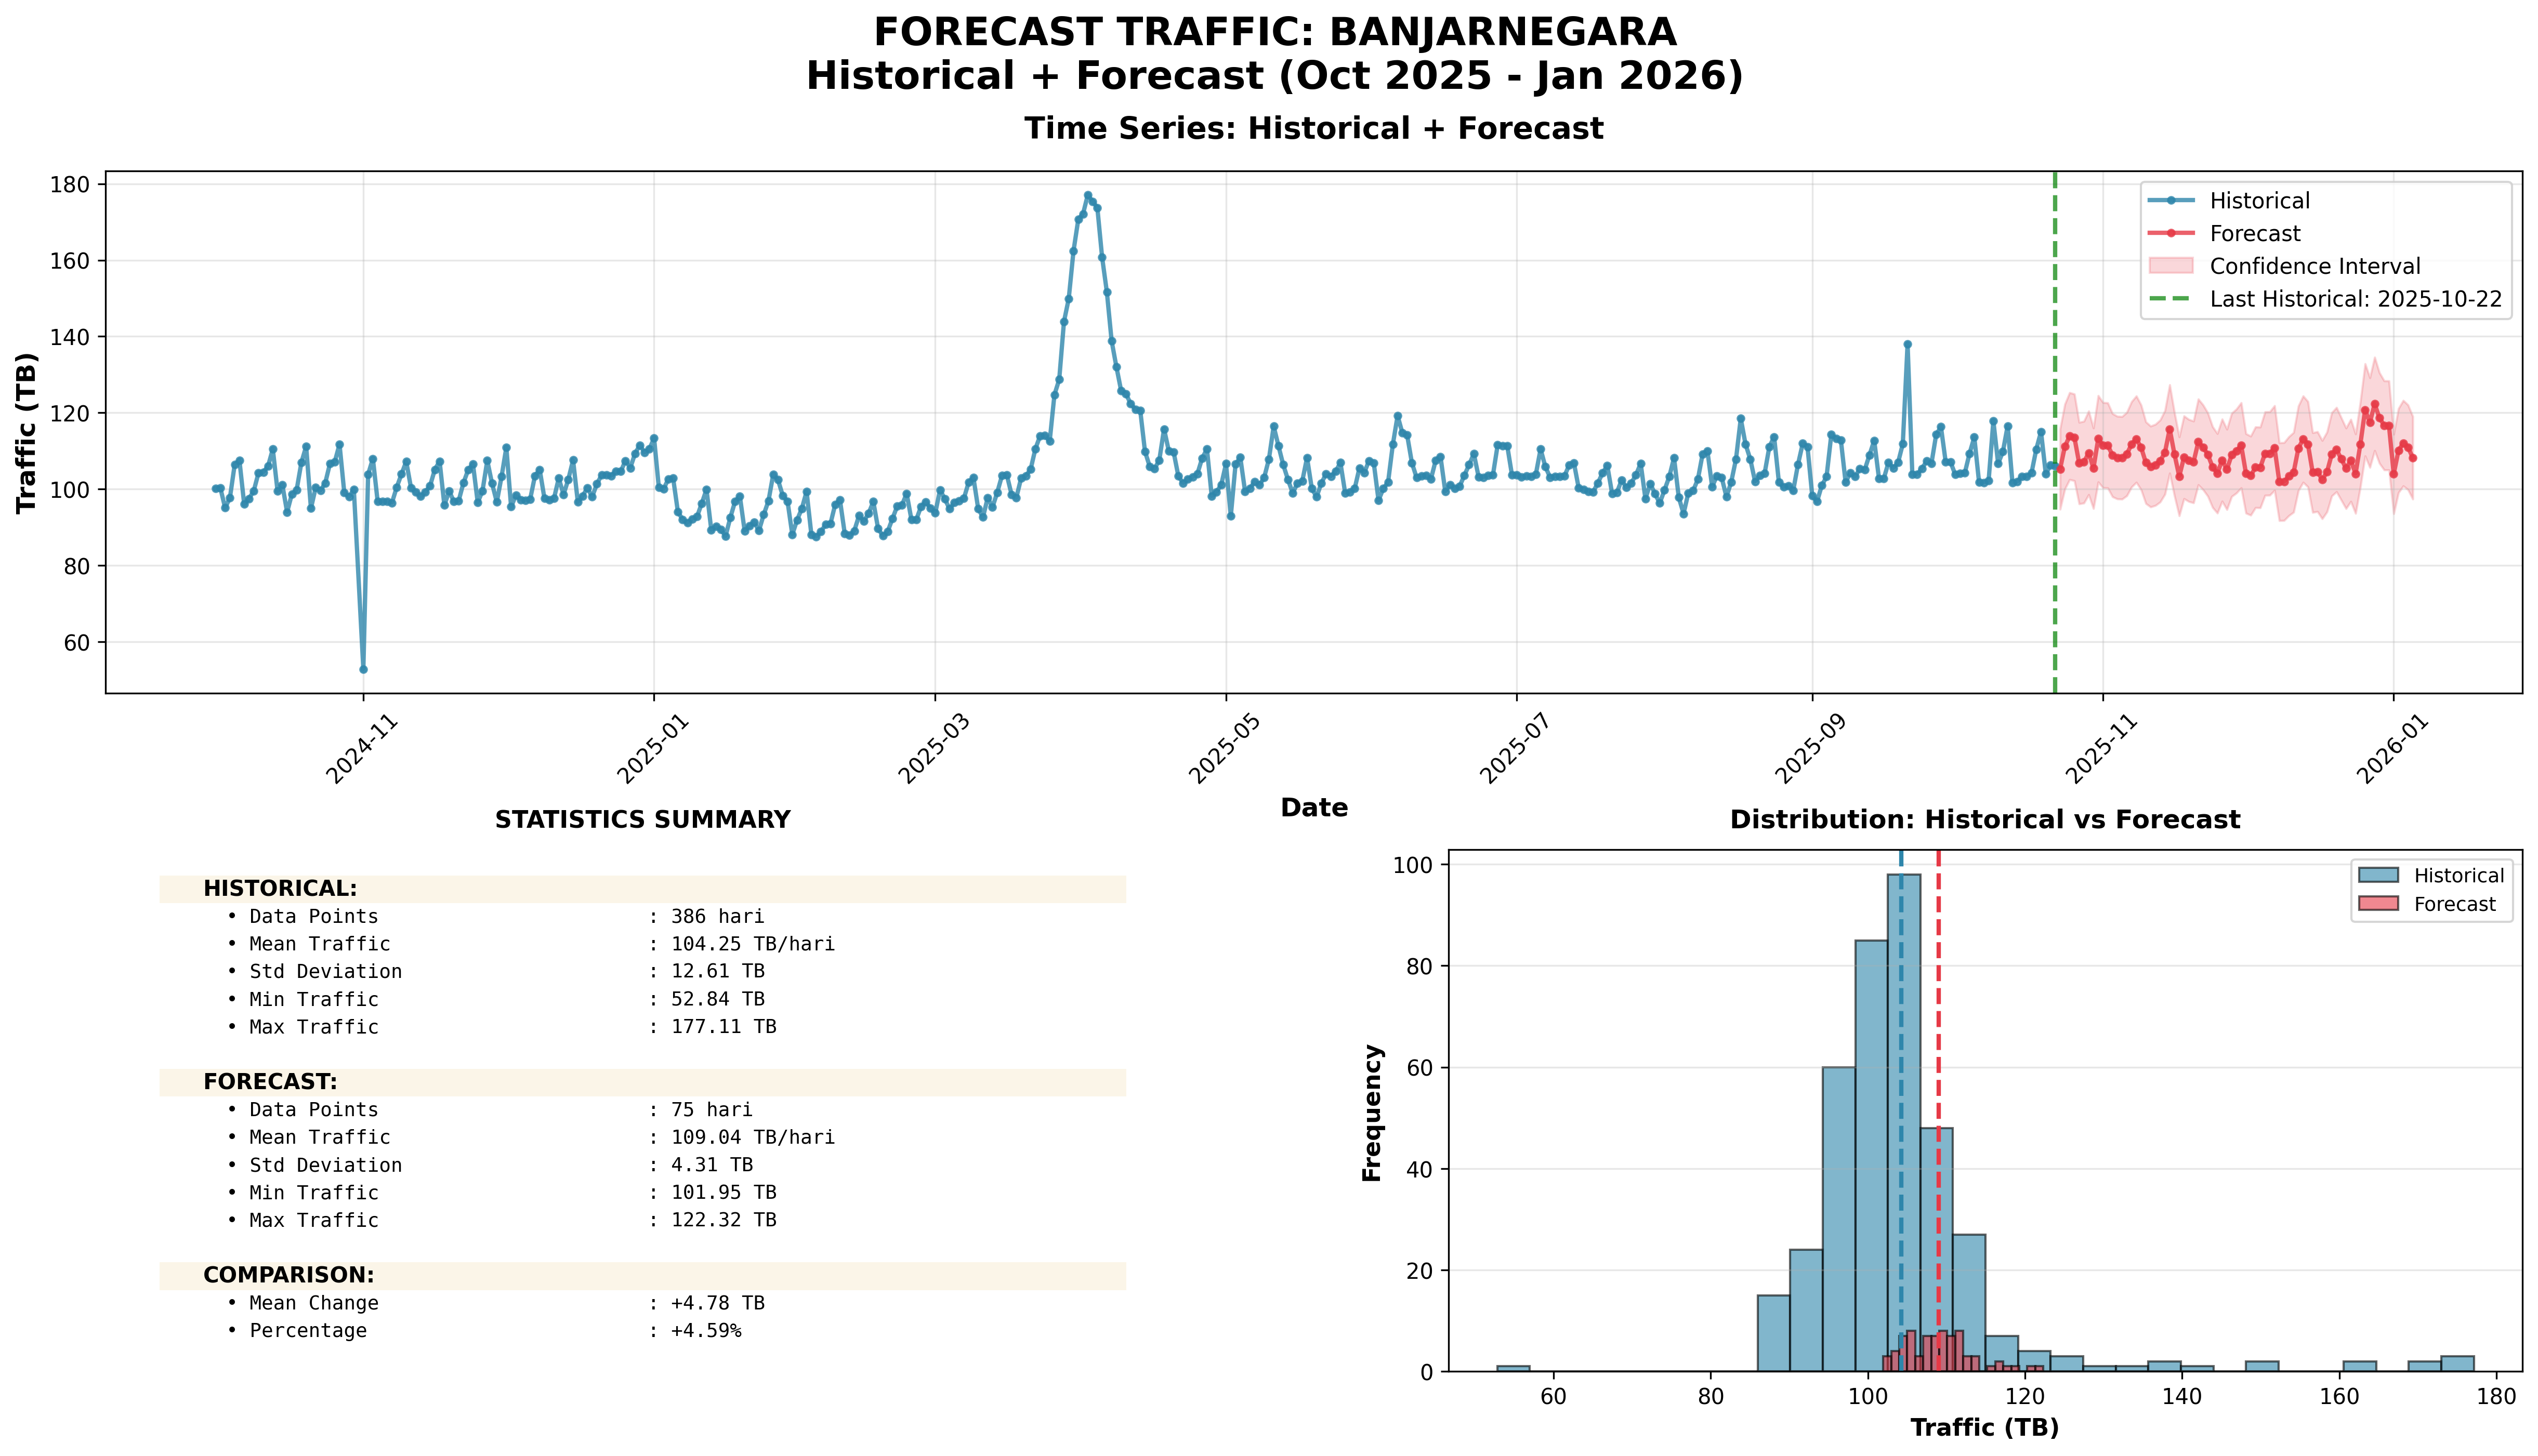 FORECAST TRAFFIC: BANJARNEGARA
Historical + Forecast (Oct 2025 - Jan 2026)
Time Series: Historical + Forecast
Traffic (TB)
180
160
140
120
100
80
60
Historical
Forecast
Confidence Interval
Last Historical: 2025-10-22
2024-11
2025-01
2025-03
2025-05
2025-07
2025-09
2025-11
2026-01
Date
STATISTICS SUMMARY
HISTORICAL:
• Data Points : 386 hari
• Mean Traffic : 104.25 TB/hari
• Std Deviation : 12.61 TB
• Min Traffic : 52.84 TB
• Max Traffic : 177.11 TB
FORECAST:
• Data Points : 75 hari
• Mean Traffic : 109.04 TB/hari
• Std Deviation : 4.31 TB
• Min Traffic : 101.95 TB
• Max Traffic : 122.32 TB
COMPARISON:
• Mean Change : +4.78 TB
• Percentage : +4.59%
Distribution: Historical vs Forecast
Frequency
100
80
60
40
20
0
Historical
Forecast
60
80
100
120
140
160
180
Traffic (TB)